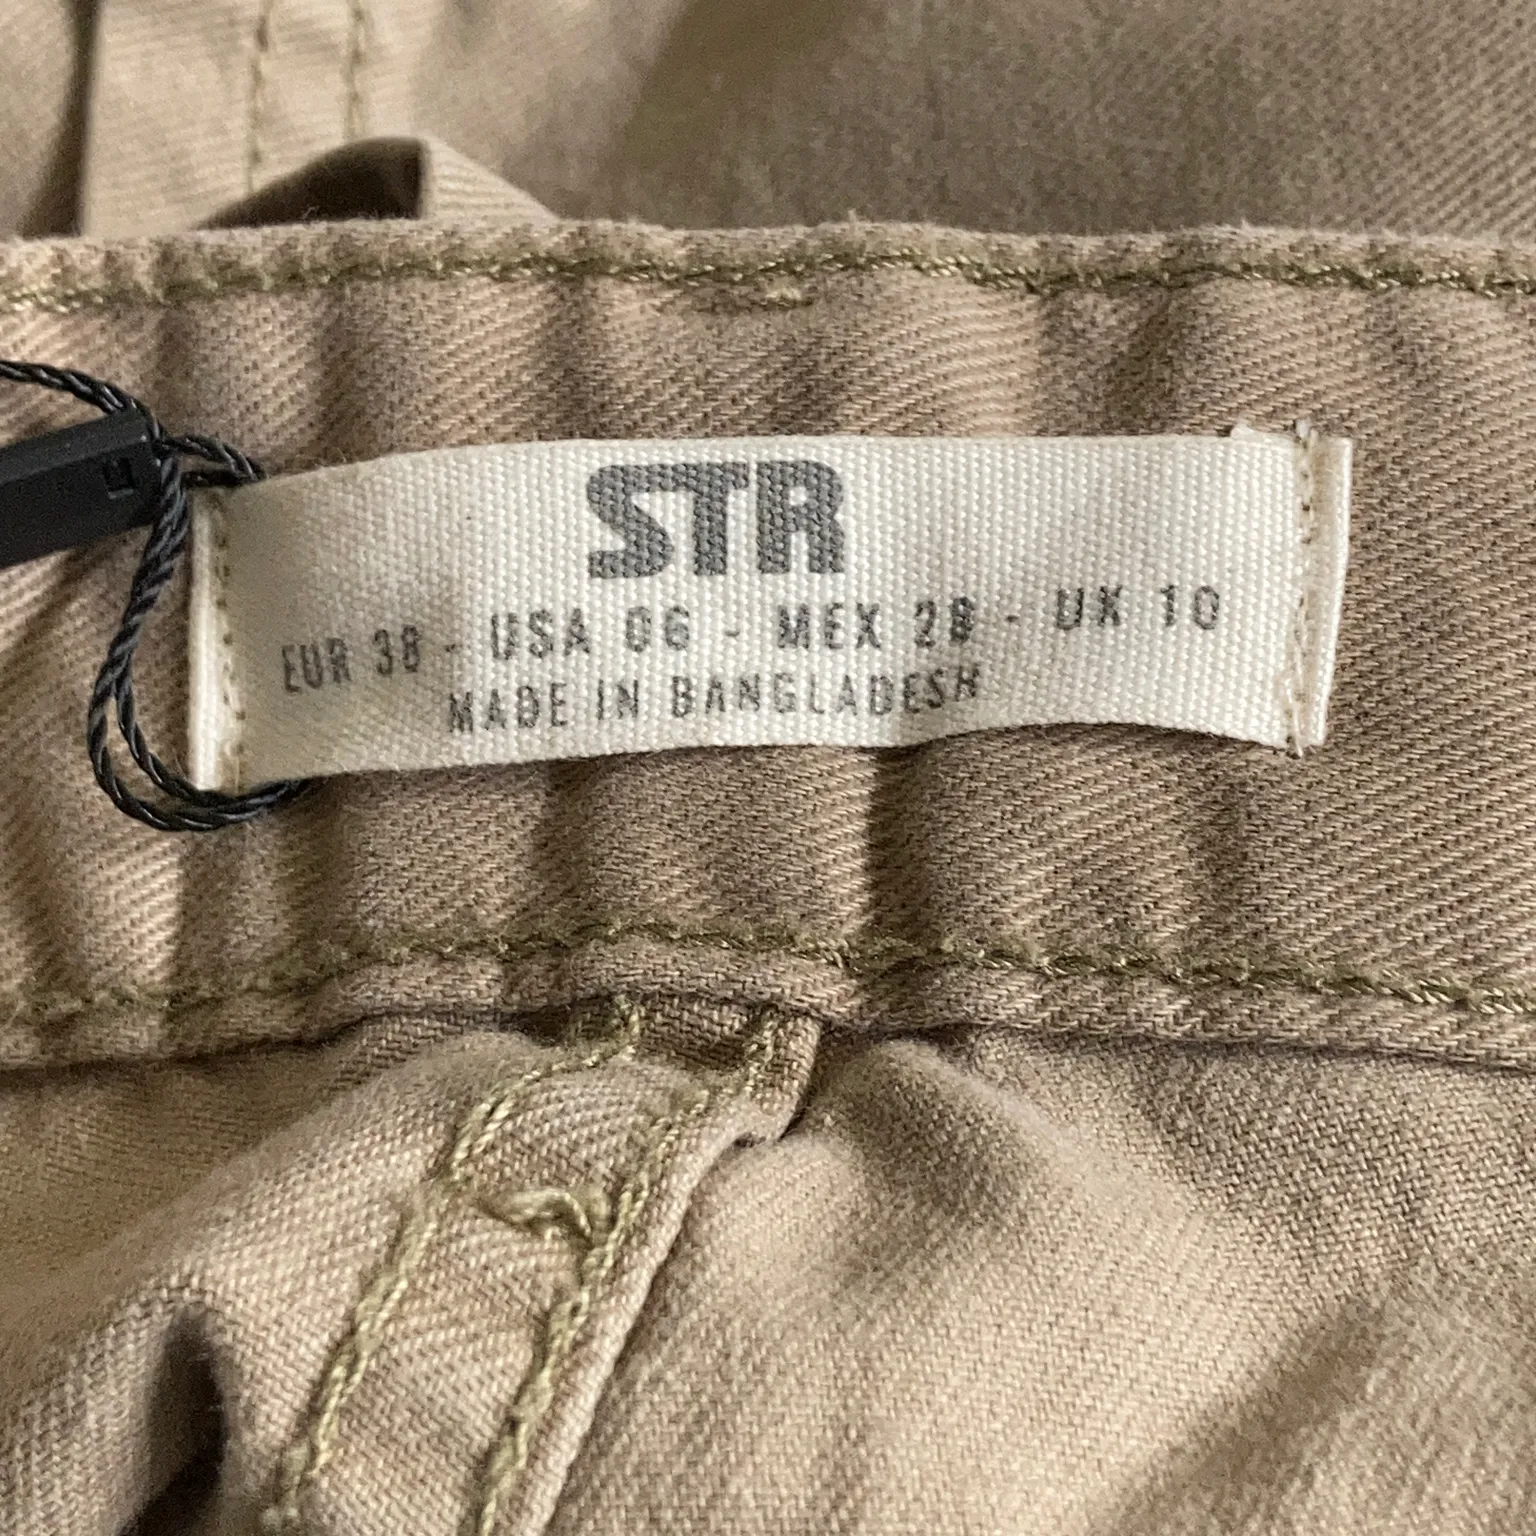 STR
EUR 38 - USA 06 - MEX 28 - UK 10
MADE IN BANGLADESH